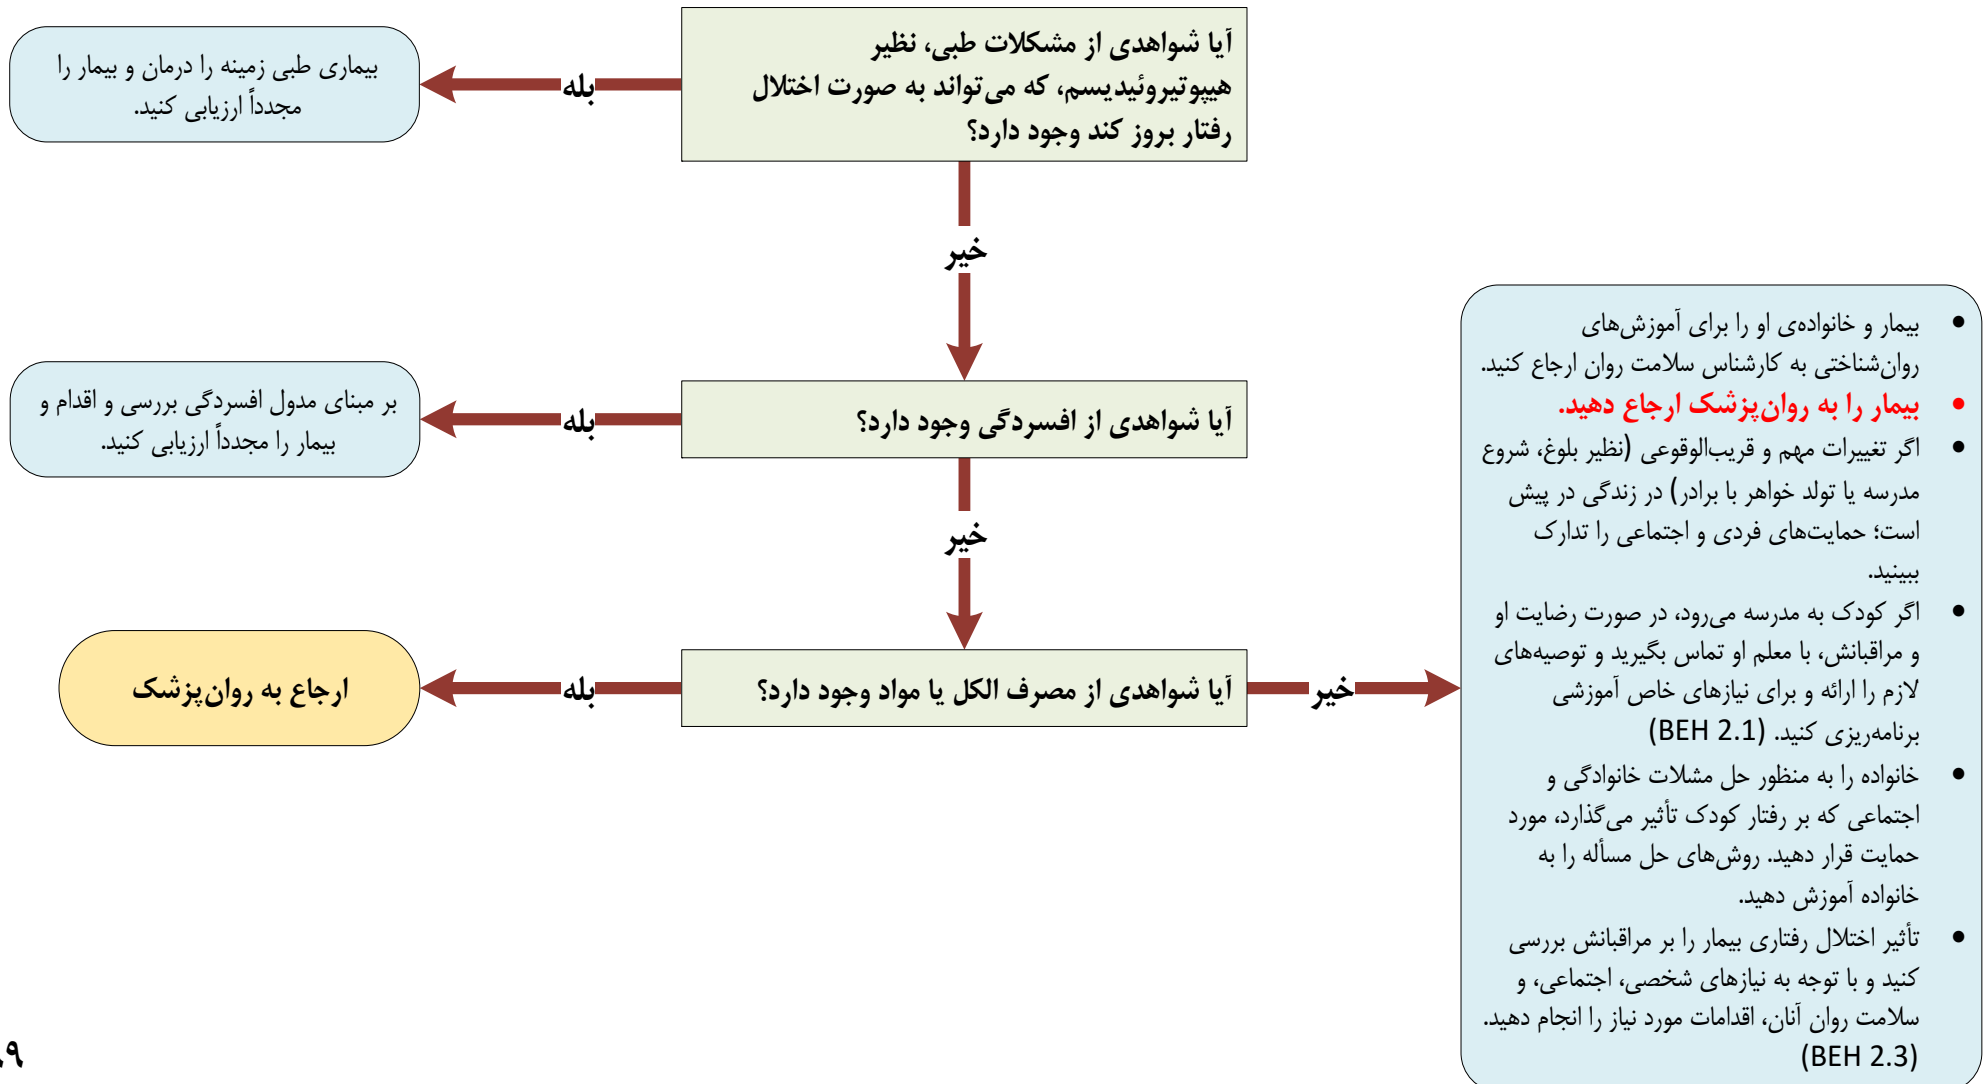 آیا شواهدی از مشکلات طبی، نظیر
هیپوتیروئیدیسم، که می‌تواند به صورت اختلال
رفتار بروز کند وجود دارد؟
بله
بیماری طبی زمینه را درمان و بیمار را
مجدداً ارزیابی کنید.
خیر
آیا شواهدی از افسردگی وجود دارد؟
بله
بر مبنای مدول افسردگی بررسی و اقدام و
بیمار را مجدداً ارزیابی کنید.
خیر
آیا شواهدی از مصرف الکل یا مواد وجود دارد؟
بله
ارجاع به روان‌پزشک
خیر
• بیمار و خانواده‌ی او را برای آموزش‌های
روان‌شناختی به کارشناس سلامت روان ارجاع کنید.
• بیمار را به روان‌پزشک ارجاع دهید.
• اگر تغییرات مهم و قریب‌الوقوعی (نظیر بلوغ، شروع
مدرسه یا تولد خواهر با برادر) در زندگی در پیش
است؛ حمایت‌های فردی و اجتماعی را تدارک
ببینید.
• اگر کودک به مدرسه می‌رود، در صورت رضایت او
و مراقبانش، با معلم او تماس بگیرید و توصیه‌های
لازم را ارائه و برای نیازهای خاص آموزشی
برنامه‌ریزی کنید. (BEH 2.1)
• خانواده را به منظور حل مشلات خانوادگی و
اجتماعی که بر رفتار کودک تأثیر می‌گذارد، مورد
حمایت قرار دهید. روش‌های حل مسأله را به
خانواده آموزش دهید.
• تأثیر اختلال رفتاری بیمار را بر مراقبانش بررسی
کنید و با توجه به نیازهای شخصی، اجتماعی، و
سلامت روان آنان، اقدامات مورد نیاز را انجام دهید.
(BEH 2.3)